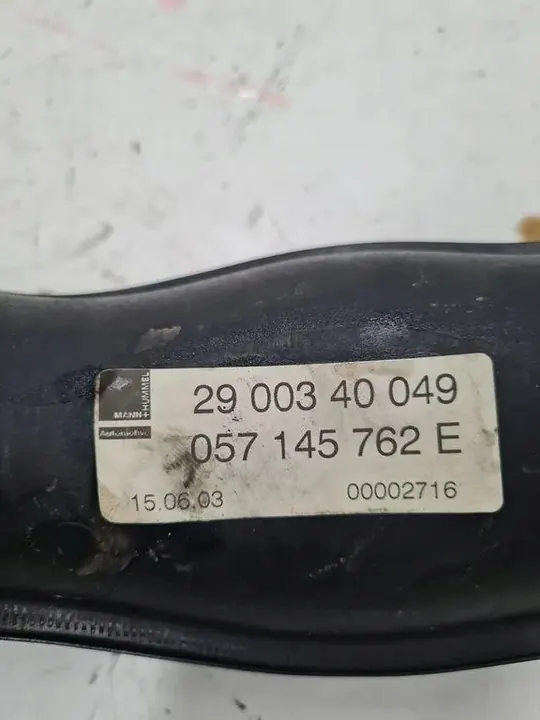 MANN+
HUMMEL
Automotive
29 003 40 049
057 145 762 E
15.06.03 00002716